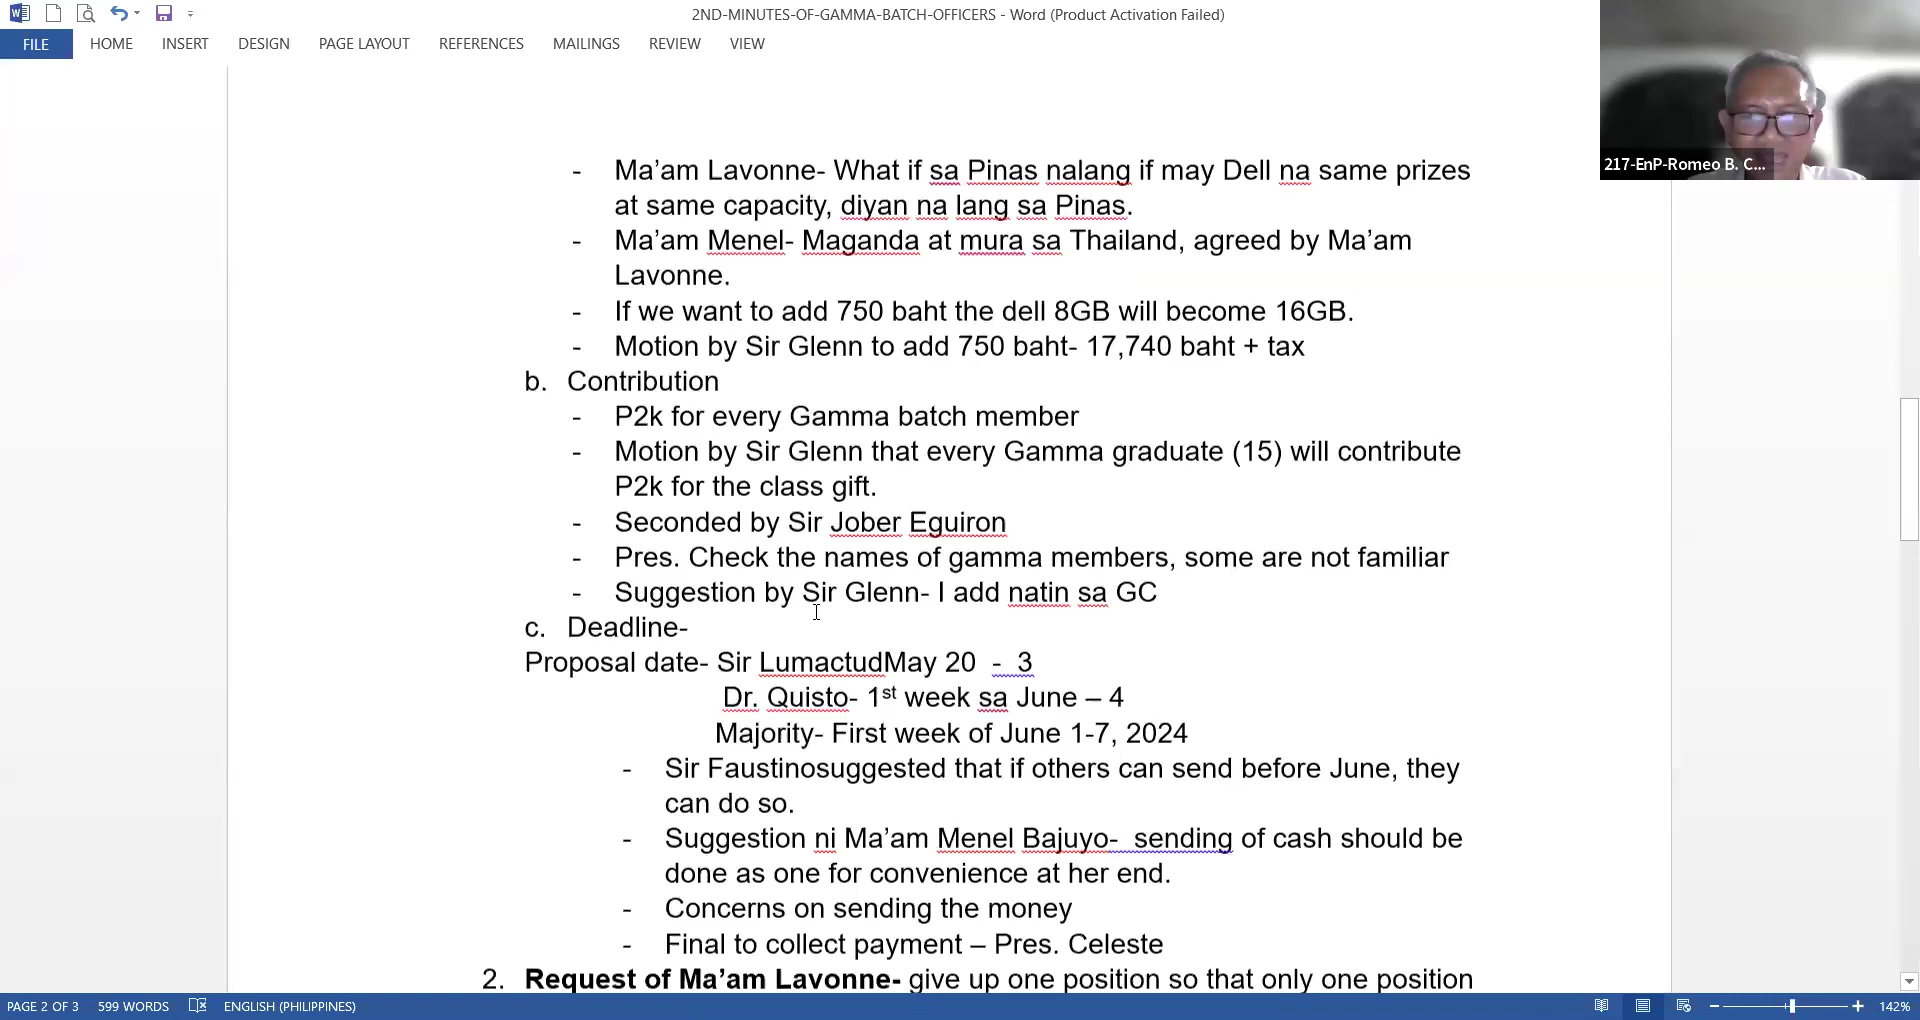 2ND-MINUTES-OF-GAMMA-BATCH-OFFICERS - Word (Product Activation Failed)
FILE HOME INSERT DESIGN PAGE LAYOUT REFERENCES MAILINGS REVIEW VIEW
217-EnP-Romeo B. C...
- Ma’am Lavonne- What if sa Pinas nalang if may Dell na same prizes
at same capacity, diyan na lang sa Pinas.
- Ma’am Menel- Maganda at mura sa Thailand, agreed by Ma’am
Lavonne.
- If we want to add 750 baht the dell 8GB will become 16GB.
- Motion by Sir Glenn to add 750 baht- 17,740 baht + tax
b. Contribution
- P2k for every Gamma batch member
- Motion by Sir Glenn that every Gamma graduate (15) will contribute
P2k for the class gift.
- Seconded by Sir Jober Eguiron
- Pres. Check the names of gamma members, some are not familiar
- Suggestion by Sir Glenn- I add natin sa GC
c. Deadline-
Proposal date- Sir LumactudMay 20 - 3
Dr. Quisto- 1st week sa June – 4
Majority- First week of June 1-7, 2024
- Sir Faustinosuggested that if others can send before June, they
can do so.
- Suggestion ni Ma’am Menel Bajuyo- sending of cash should be
done as one for convenience at her end.
- Concerns on sending the money
- Final to collect payment – Pres. Celeste
2. Request of Ma’am Lavonne- give up one position so that only one position
PAGE 2 OF 3 599 WORDS ENGLISH (PHILIPPINES) 142%